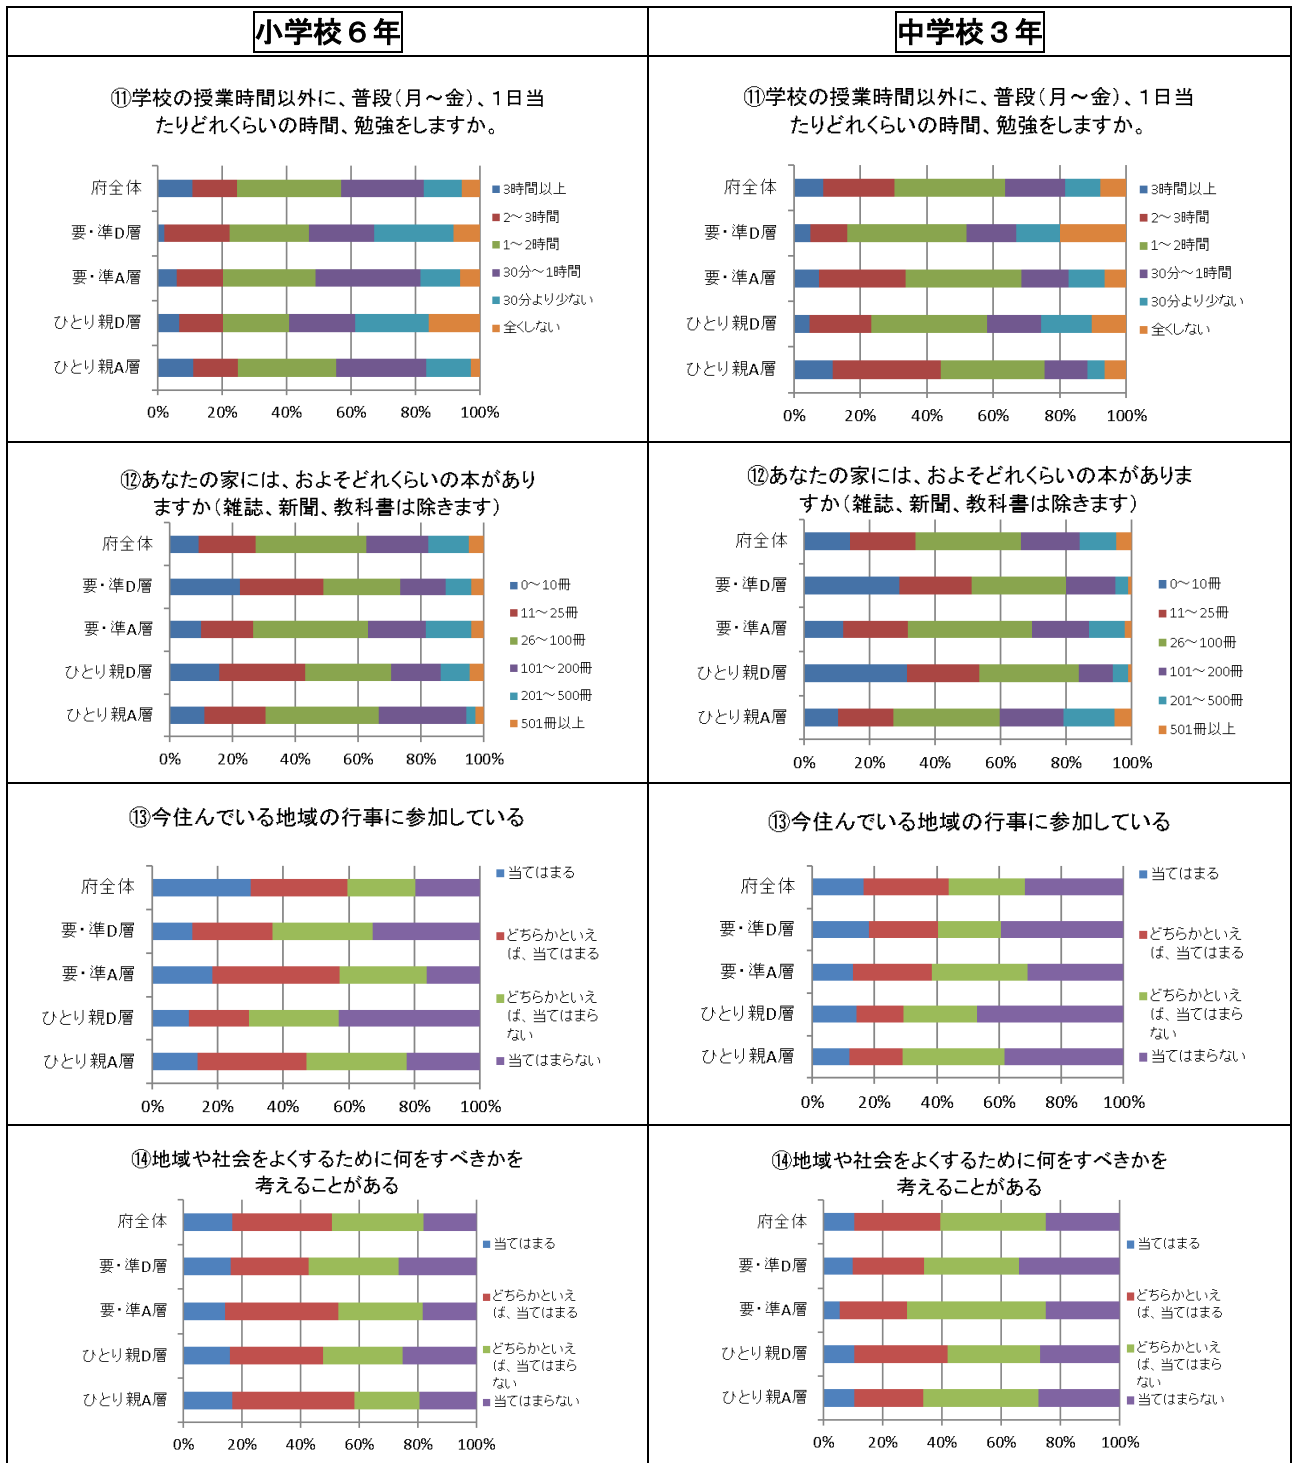 小学校６年
中学校３年
⑪学校の授業時間以外に、普段（月～金）、１日当
たりどれくらいの時間、勉強をしますか。
府全体
要・準D層
要・準A層
ひとり親D層
ひとり親A層
0% 20% 40% 60% 80% 100%
3時間以上
2～3時間
1～2時間
30分～1時間
30分より少ない
全くしない
⑪学校の授業時間以外に、普段（月～金）、１日当
たりどれくらいの時間、勉強をしますか。
府全体
要・準D層
要・準A層
ひとり親D層
ひとり親A層
0% 20% 40% 60% 80% 100%
3時間以上
2～3時間
1～2時間
30分～1時間
30分より少ない
全くしない
⑫あなたの家には、およそどれくらいの本があり
ますか（雑誌、新聞、教科書は除きます）
府全体
要・準D層
要・準A層
ひとり親D層
ひとり親A層
0% 20% 40% 60% 80% 100%
0～10冊
11～25冊
26～100冊
101～200冊
201～500冊
501冊以上
⑫あなたの家には、およそどれくらいの本がありま
すか（雑誌、新聞、教科書は除きます）
府全体
要・準D層
要・準A層
ひとり親D層
ひとり親A層
0% 20% 40% 60% 80% 100%
0～10冊
11～25冊
26～100冊
101～200冊
201～500冊
501冊以上
⑬今住んでいる地域の行事に参加している
府全体
要・準D層
要・準A層
ひとり親D層
ひとり親A層
0% 20% 40% 60% 80% 100%
当てはまる
どちらかといえ
ば、当てはまる
どちらかといえ
ば、当てはまら
ない
当てはまらない
⑬今住んでいる地域の行事に参加している
府全体
要・準D層
要・準A層
ひとり親D層
ひとり親A層
0% 20% 40% 60% 80% 100%
当てはまる
どちらかといえ
ば、当てはまる
どちらかといえ
ば、当てはまら
ない
当てはまらない
⑭地域や社会をよくするために何をすべきかを
考えることがある
府全体
要・準D層
要・準A層
ひとり親D層
ひとり親A層
0% 20% 40% 60% 80% 100%
当てはまる
どちらかといえ
ば、当てはまる
どちらかといえ
ば、当てはまら
ない
当てはまらない
⑭地域や社会をよくするために何をすべきかを
考えることがある
府全体
要・準D層
要・準A層
ひとり親D層
ひとり親A層
0% 20% 40% 60% 80% 100%
当てはまる
どちらかといえ
ば、当てはまる
どちらかといえ
ば、当てはまら
ない
当てはまらない